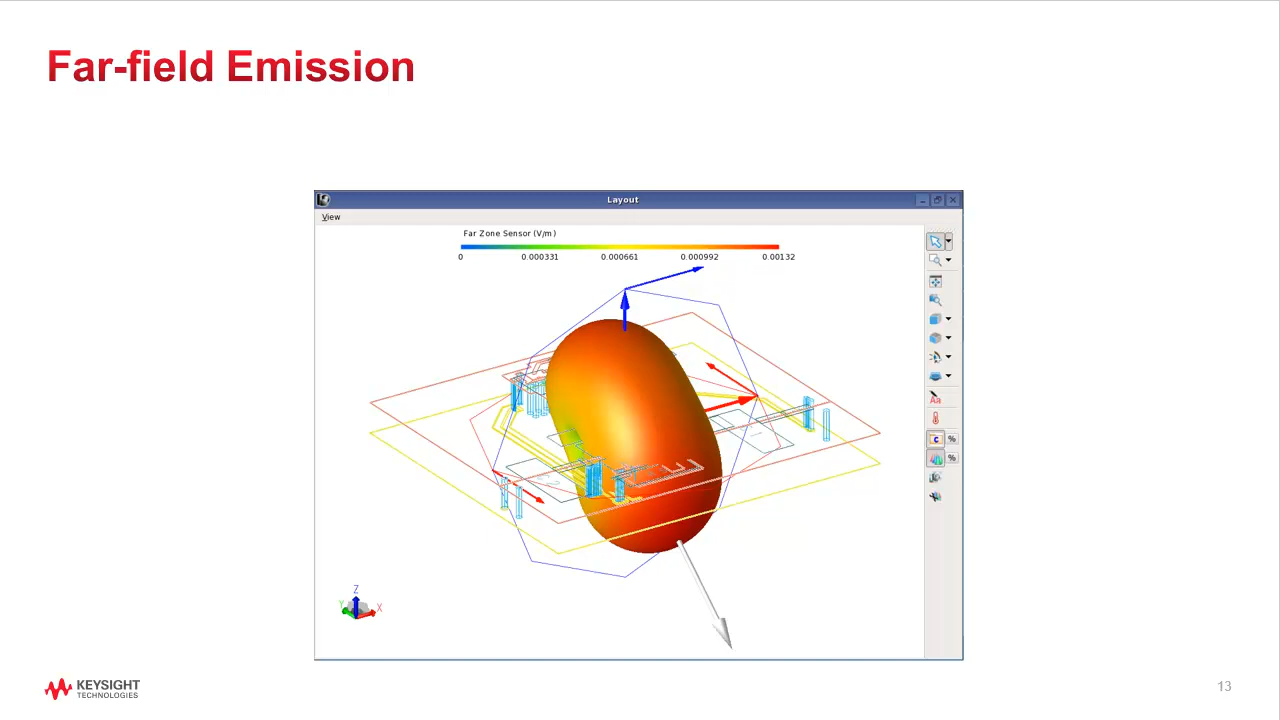 Far-field Emission
Layout
View
Far Zone Sensor (V/m)
0 0.000331 0.000661 0.000992 0.00132
Aa
C %
%
Z
Y X
KEYSIGHT
TECHNOLOGIES
13